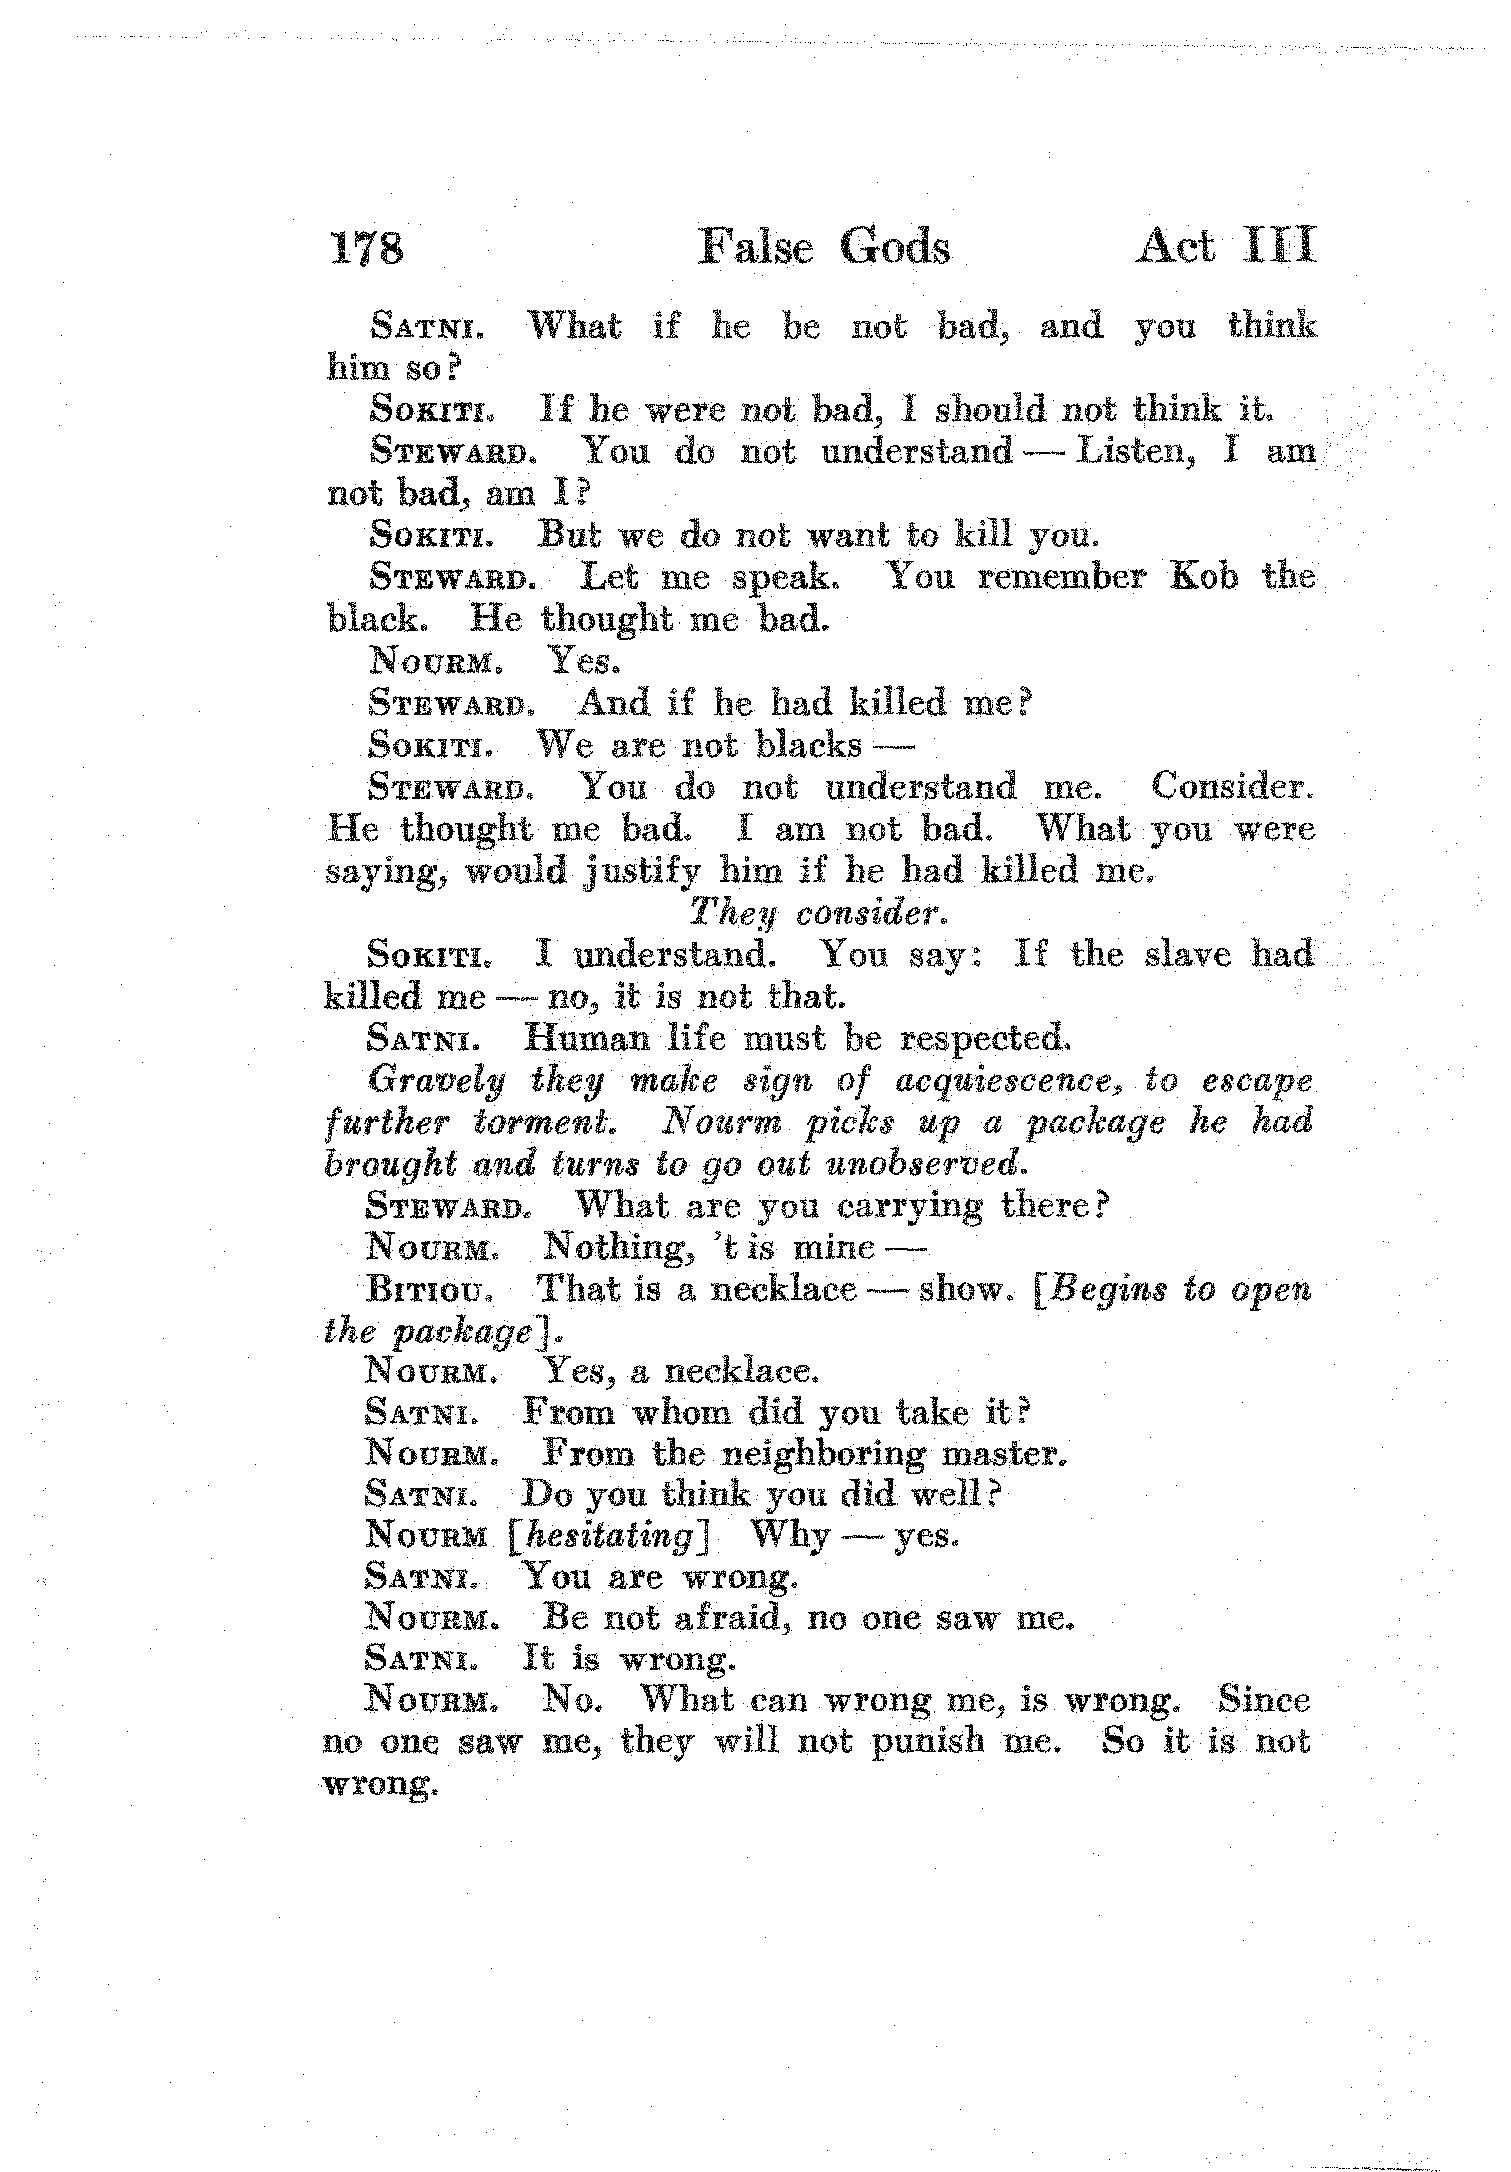 178 False Gods Act III
SATNI. What if he be not bad, and you think
him so?
SOKITI. If he were not bad, I should not think it.
STEWARD. You do not understand — Listen, I am
not bad, am I?
SOKITI. But we do not want to kill you.
STEWARD. Let me speak. You remember Kob the
black. He thought me bad.
NOURM. Yes.
STEWARD. And if he had killed me?
SOKITI. We are not blacks —
STEWARD. You do not understand me. Consider.
He thought me bad. I am not bad. What you were
saying, would justify him if he had killed me.
They consider.
SOKITI. I understand. You say: If the slave had
killed me — no, it is not that.
SATNI. Human life must be respected.
Gravely they make sign of acquiescence, to escape
further torment. Nourm picks up a package he had
brought and turns to go out unobserved.
STEWARD. What are you carrying there?
NOURM. Nothing, 't is mine —
BITIOU. That is a necklace — show. [Begins to open
the package].
NOURM. Yes, a necklace.
SATNI. From whom did you take it?
NOURM. From the neighboring master.
SATNI. Do you think you did well?
NOURM [hesitating] Why — yes.
SATNI. You are wrong.
NOURM. Be not afraid, no one saw me.
SATNI. It is wrong.
NOURM. No. What can wrong me, is wrong. Since
no one saw me, they will not punish me. So it is not
wrong.